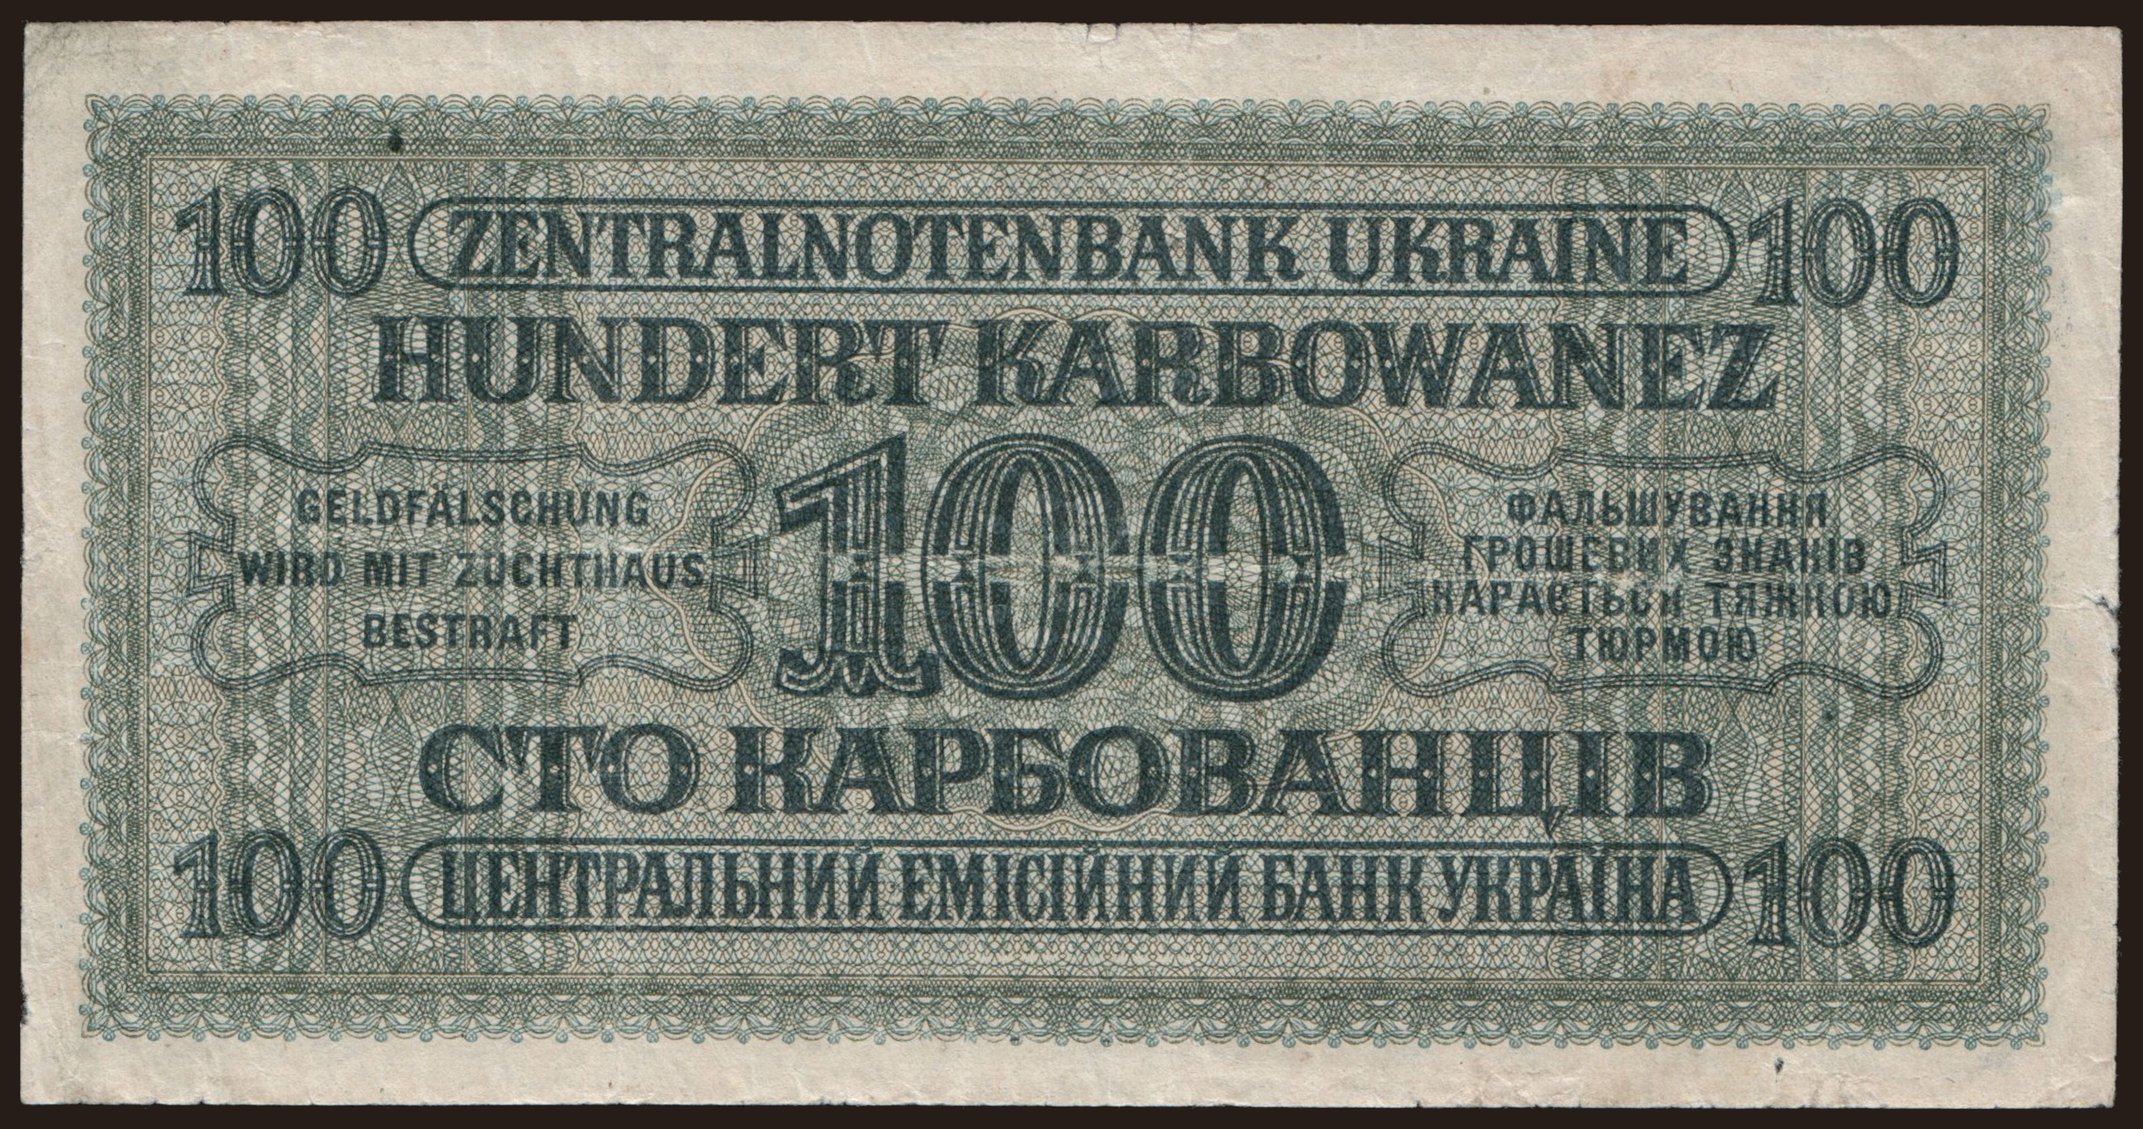 100 ZENTRALNOTENBANK UKRAINE 100
HUNDERT KARBOWANEZ
GELDFÄLSCHUNG
WIRD MIT ZUCHTHAUS
BESTRAFT
100
ФАЛЬШУВАННЯ
ГРОШЕВИХ ЗНАКІВ
КАРАЄТЬСЯ ТЯЖКОЮ
ТЮРМОЮ
СТО КАРБОВАНЦІВ
100 ЦЕНТРАЛЬНИЙ ЕМІСІЙНИЙ БАНК УКРАЇНА 100